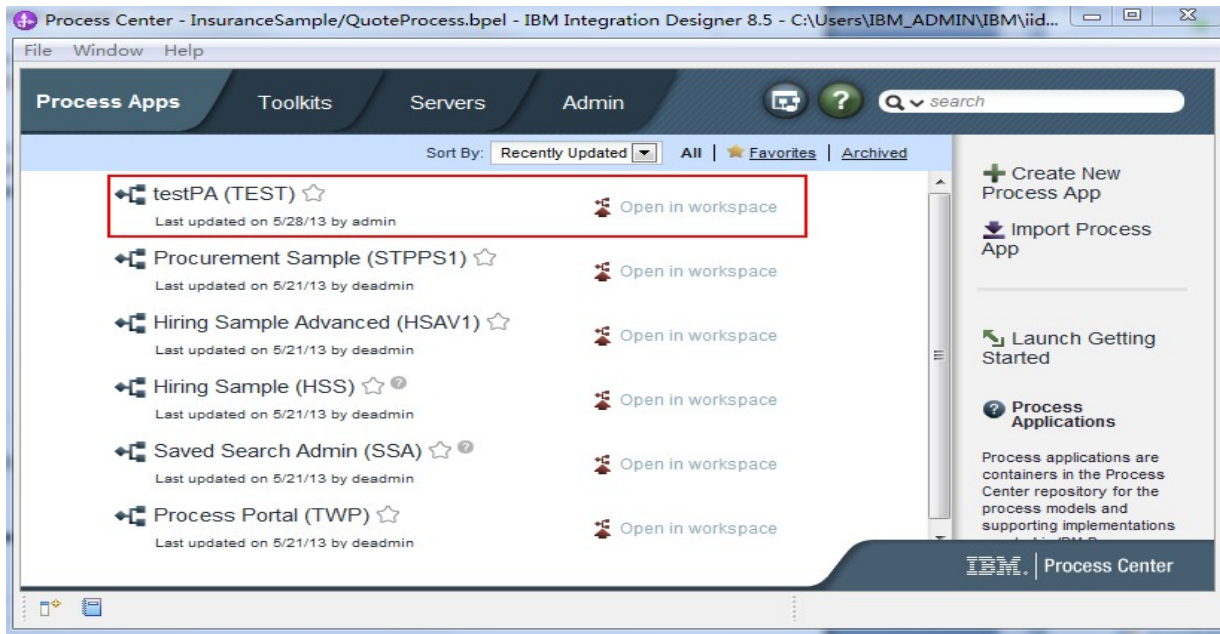 Process Center - InsuranceSample/QuoteProcess.bpel - IBM Integration Designer 8.5 - C:\Users\IBM_ADMIN\IBM\iid...
File Window Help
Process Apps Toolkits Servers Admin ? search
Sort By: Recently Updated All | Favorites | Archived
testPA (TEST)
Open in workspace
Last updated on 5/28/13 by admin
Procurement Sample (STPPS1)
Open in workspace
Last updated on 5/21/13 by deadmin
Hiring Sample Advanced (HSAV1)
Open in workspace
Last updated on 5/21/13 by deadmin
Hiring Sample (HSS) ?
Open in workspace
Last updated on 5/21/13 by deadmin
Saved Search Admin (SSA) ?
Open in workspace
Last updated on 5/21/13 by deadmin
Process Portal (TWP)
Open in workspace
Last updated on 5/21/13 by deadmin
Create New
Process App
Import Process
App
Launch Getting
Started
? Process
Applications
Process applications are
containers in the Process
Center repository for the
process models and
supporting implementations
IBM. | Process Center